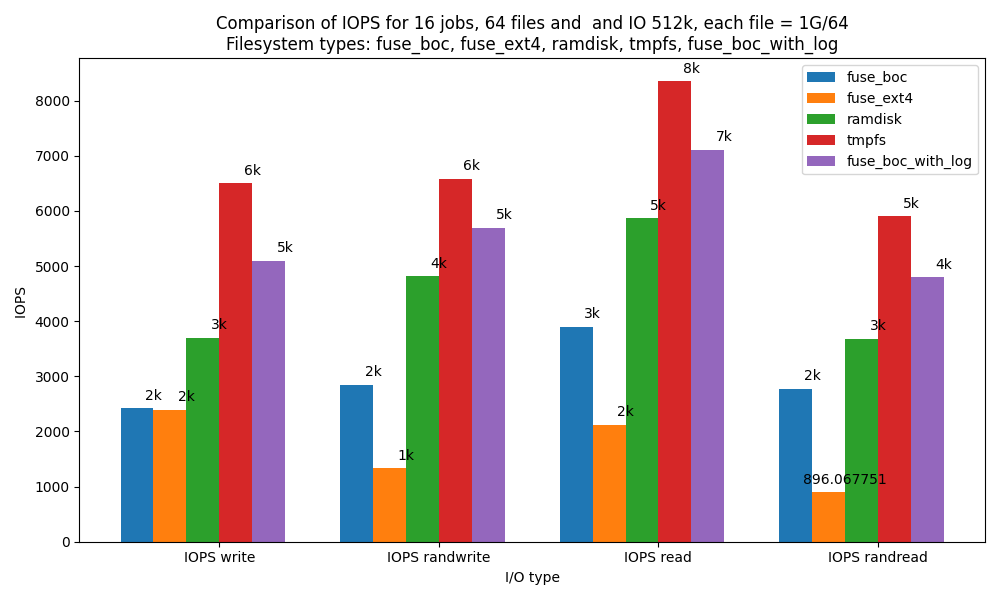 Comparison of IOPS for 16 jobs, 64 files and  and IO 512k, each file = 1G/64
Filesystem types: fuse_boc, fuse_ext4, ramdisk, tmpfs, fuse_boc_with_log
fuse_boc
fuse_ext4
ramdisk
tmpfs
fuse_boc_with_log
IOPS
8000
7000
6000
5000
4000
3000
2000
1000
0
2k
2k
3k
6k
5k
2k
1k
4k
6k
5k
3k
2k
5k
8k
7k
2k
896.067751
3k
5k
4k
IOPS write
IOPS randwrite
IOPS read
IOPS randread
I/O type